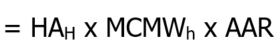 = HA_H x MCMW_h x AAR